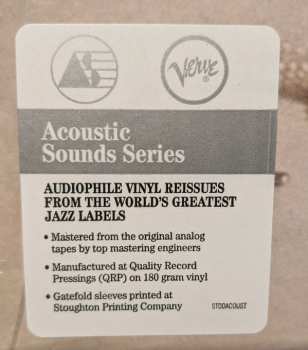 AS
Verve
Acoustic
Sounds Series
AUDIOPHILE VINYL REISSUES
FROM THE WORLD'S GREATEST
JAZZ LABELS
• Mastered from the original analog
tapes by top mastering engineers
• Manufactured at Quality Record
Pressings (QRP) on 180 gram vinyl
• Gatefold sleeves printed at
Stoughton Printing Company
STDOACOUST